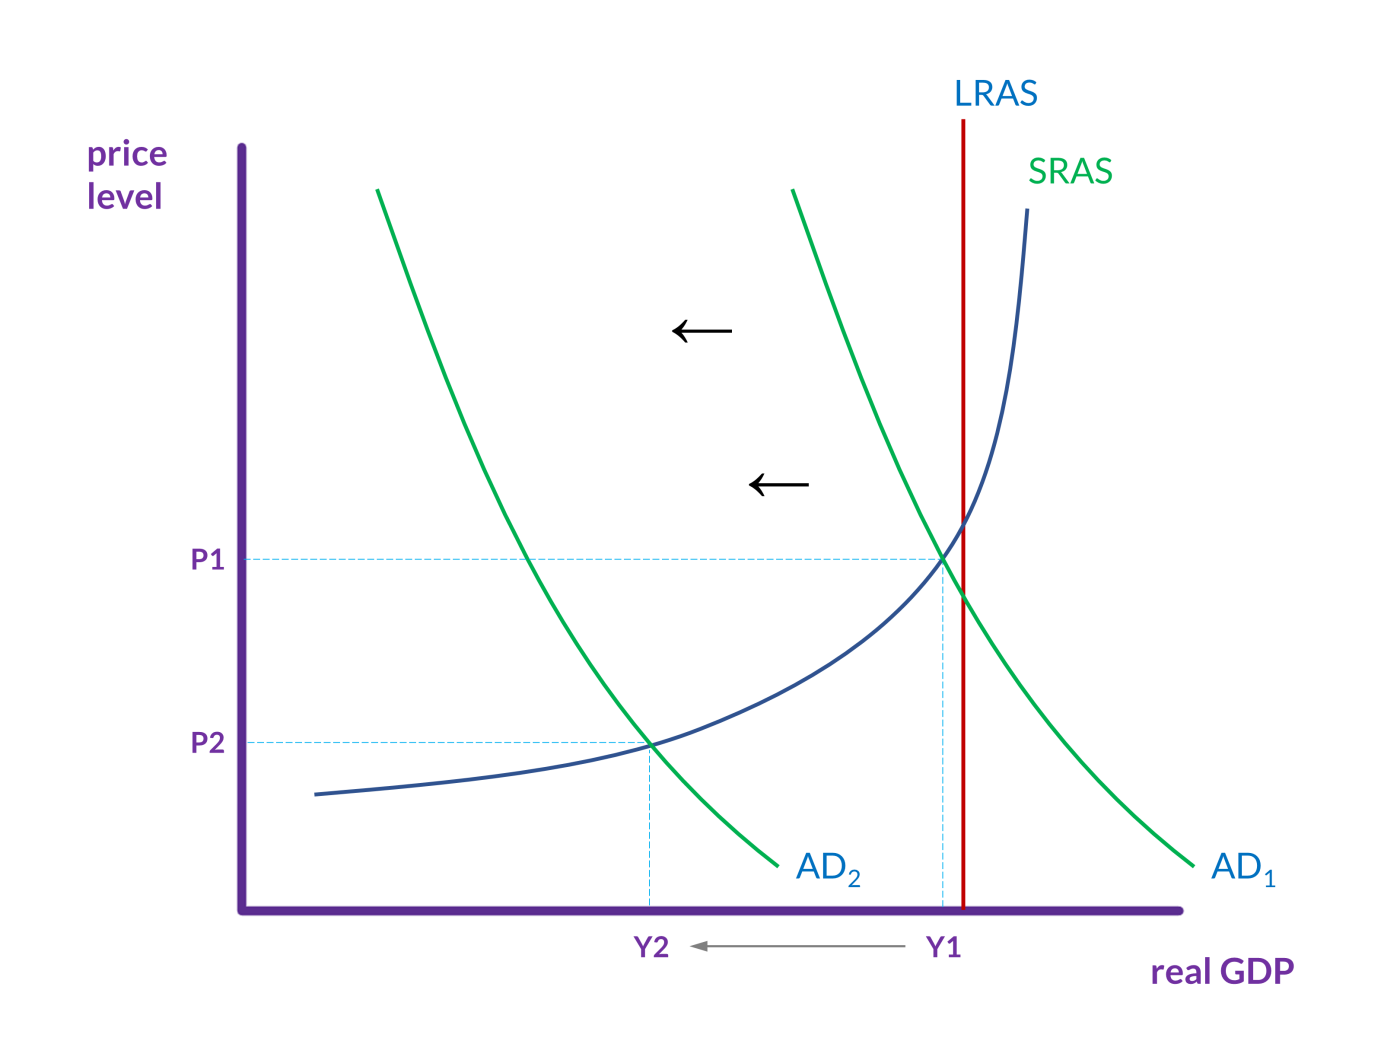 LRAS
price
level
SRAS
P1
P2
AD₂
AD₁
Y2
Y1
real GDP